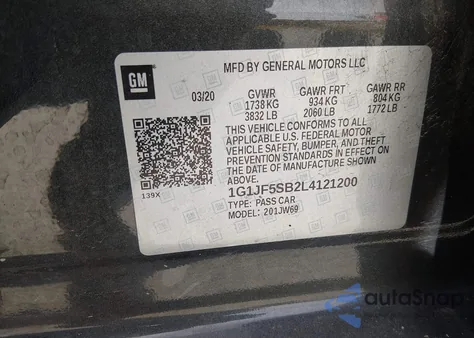 GM
MFD BY GENERAL MOTORS LLC
03/20 GVWR GAWR FRT GAWR RR
1738 KG 934 KG 804 KG
3832 LB 2060 LB 1772 LB
THIS VEHICLE CONFORMS TO ALL
APPLICABLE U.S. FEDERAL MOTOR
VEHICLE SAFETY, BUMPER, AND THEFT
PREVENTION STANDARDS IN EFFECT ON
THE DATE OF MANUFACTURE SHOWN
ABOVE.
139X
1G1JF5SB2L4121200
TYPE: PASS CAR
MODEL: 201JW69
autoSnap